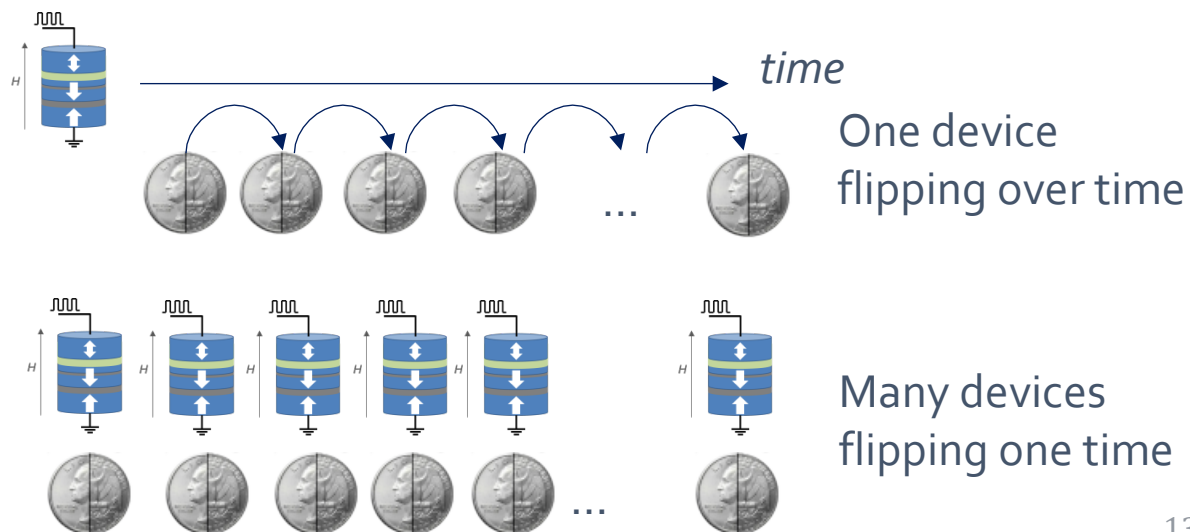 H
time
One device
flipping over time
...
H
H
H
H
H
H
Many devices
flipping one time
...